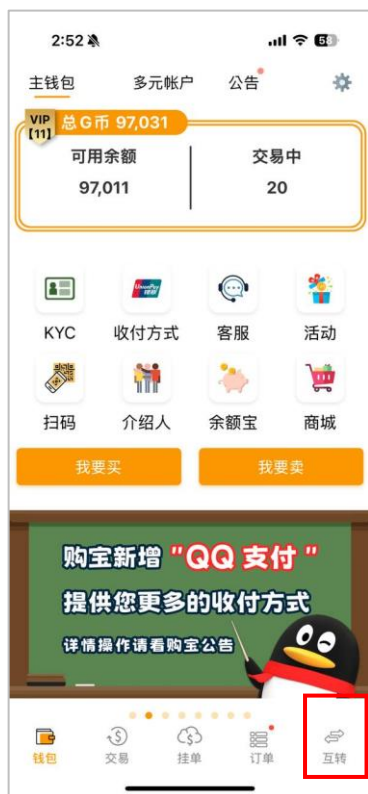 2:52
58
主钱包 多元帐户 公告
VIP
【11】
总G币 97,031
可用余额 交易中
97,011 20
KYC 收付方式 客服 活动
扫码 介绍人 余额宝 商城
我要买 我要卖
购宝新增 "QQ 支付"
提供您更多的收付方式
详情操作请看购宝公告
钱包 交易 挂单 订单 互转